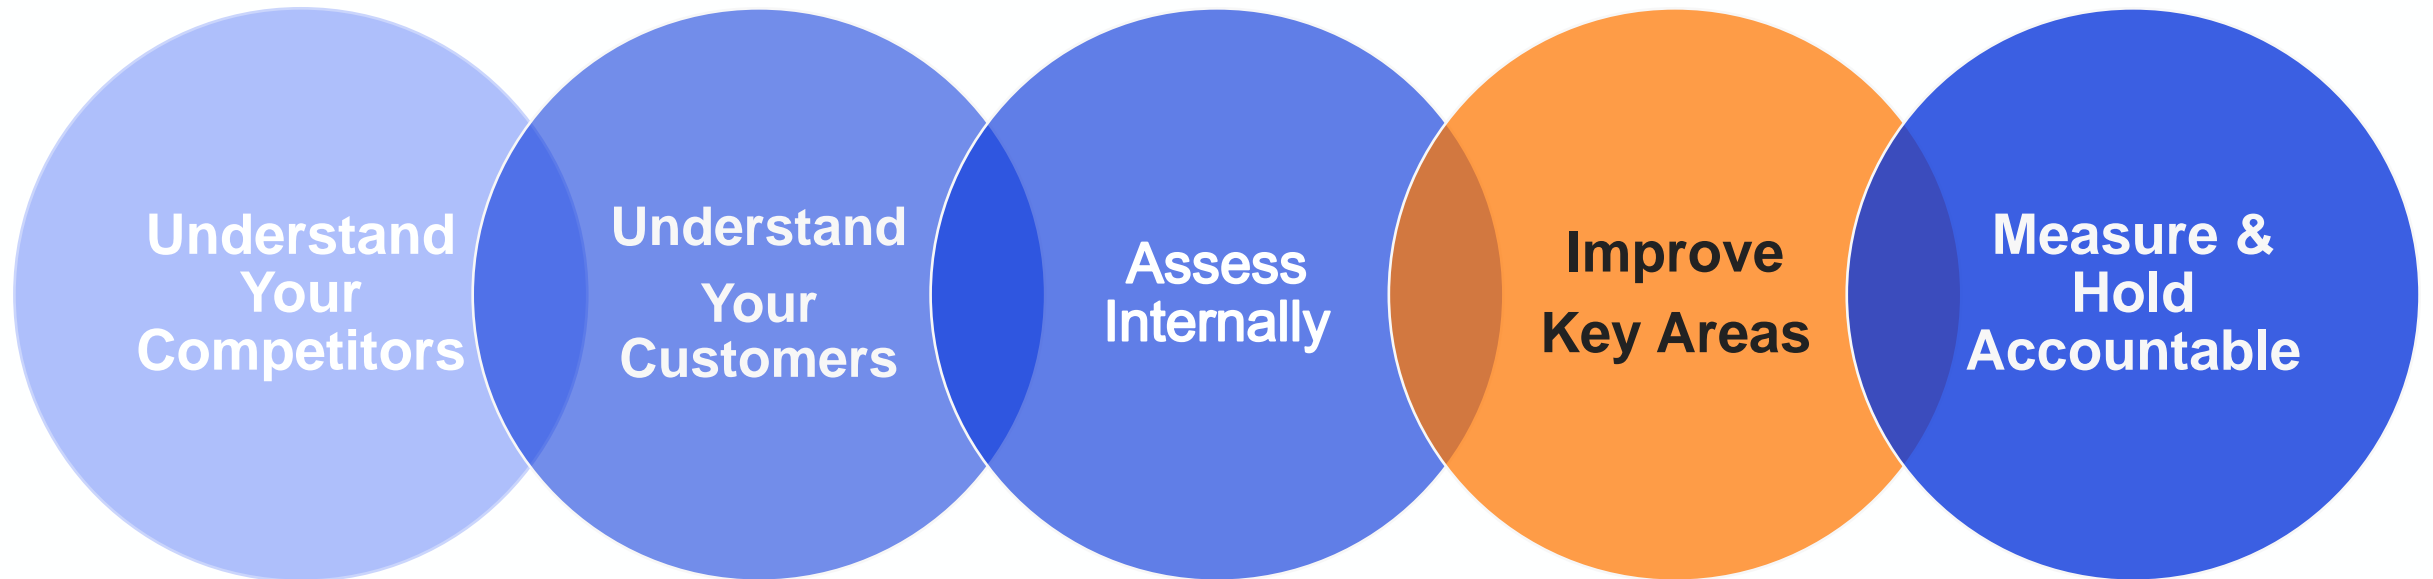 Understand
Your
Competitors
Understand
Your
Customers
Assess
Internally
Improve
Key Areas
Measure &
Hold
Accountable